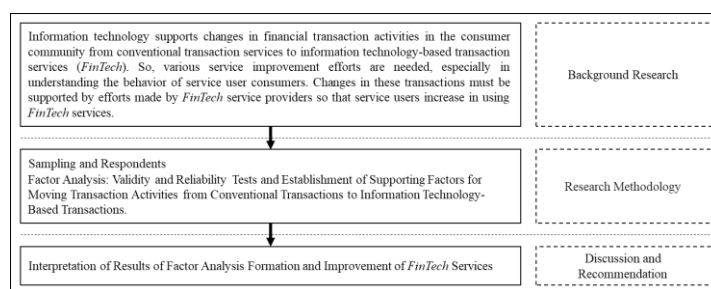 Information technology supports changes in financial transaction activities in the consumer
community from conventional transaction services to information technology-based transaction
services (FinTech). So, various service improvement efforts are needed, especially in
understanding the behavior of service user consumers. Changes in these transactions must be
supported by efforts made by FinTech service providers so that service users increase in using
FinTech services.
Background Research
Sampling and Respondents
Factor Analysis: Validity and Reliability Tests and Establishment of Supporting Factors for
Moving Transaction Activities from Conventional Transactions to Information Technology-
Based Transactions.
Research Methodology
Interpretation of Results of Factor Analysis Formation and Improvement of FinTech Services
Discussion and
Recommendation